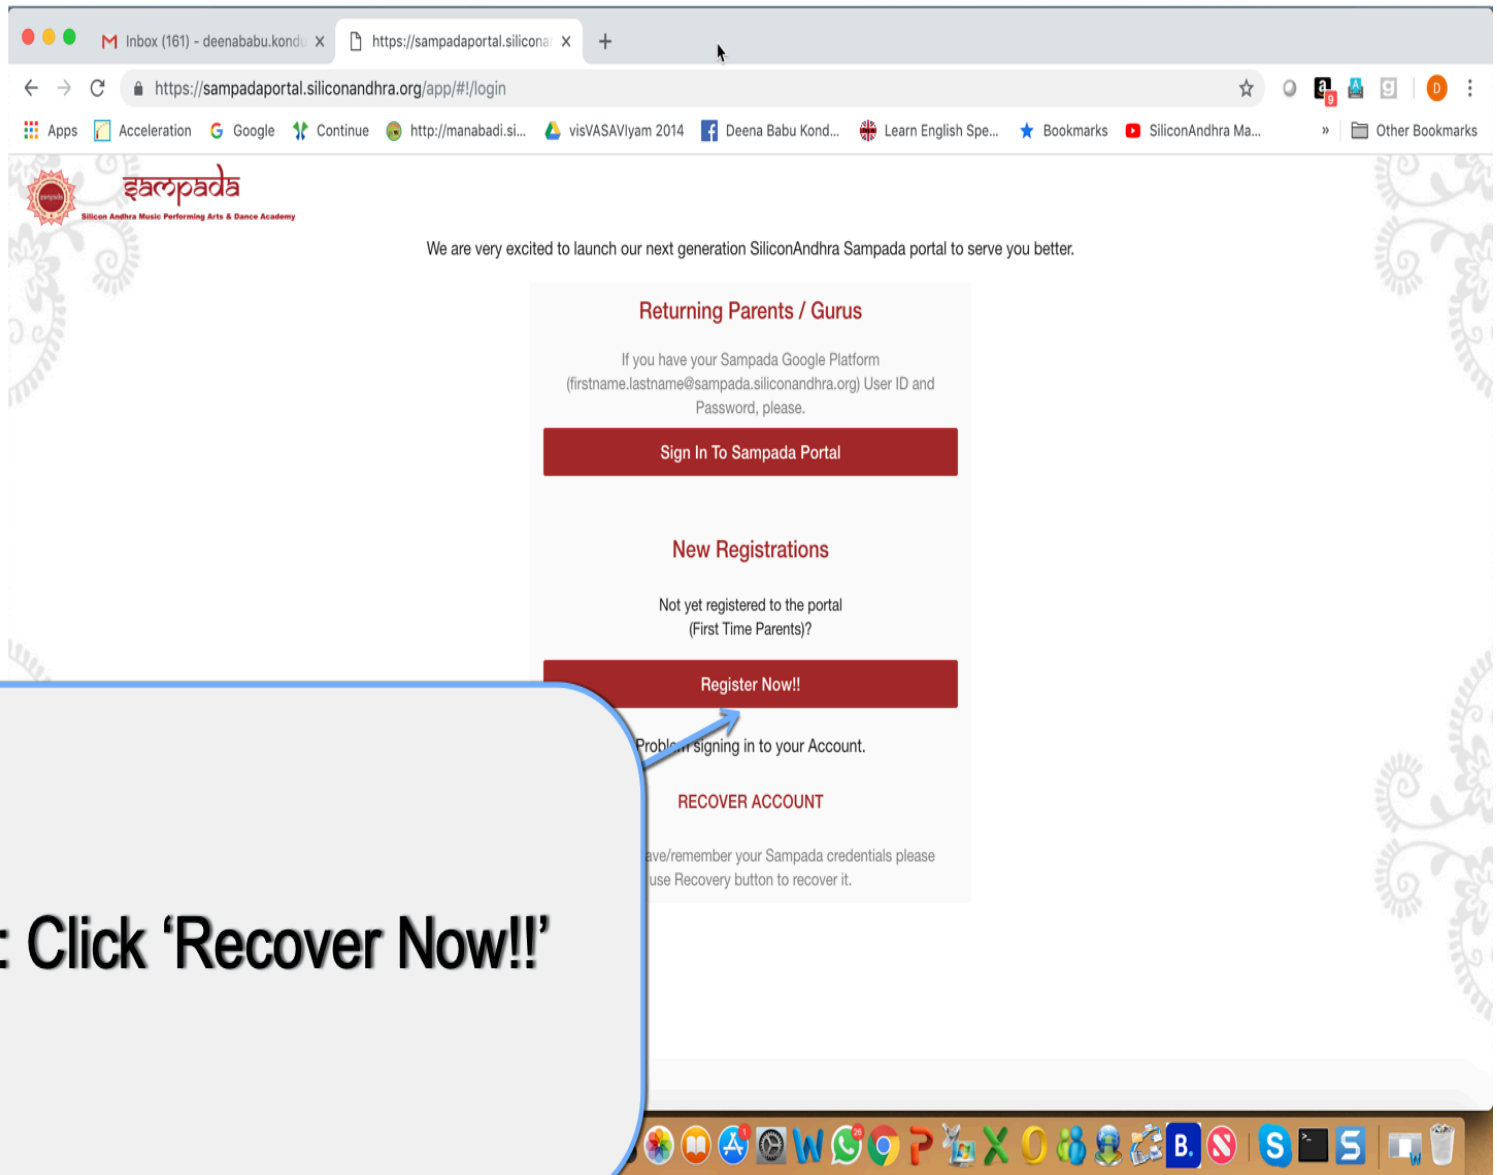 Inbox (161) - deenababu.kondu
https://sampadaportal.silicona
https://sampadaportal.siliconandhra.org/app/#!/login
9
D
Apps
Acceleration
Google
Continue
http://manabadi.si...
visVASAVIyam 2014
Deena Babu Kond...
Learn English Spe...
Bookmarks
SiliconAndhra Ma...
»
Other Bookmarks
sampada
Silicon Andhra Music Performing Arts & Dance Academy
We are very excited to launch our next generation SiliconAndhra Sampada portal to serve you better.
Returning Parents / Gurus
If you have your Sampada Google Platform
(firstname.lastname@sampada.siliconandhra.org) User ID and
Password, please.
Sign In To Sampada Portal
New Registrations
Not yet registered to the portal
(First Time Parents)?
Register Now!!
Problem signing in to your Account.
RECOVER ACCOUNT
ave/remember your Sampada credentials please
use Recovery button to recover it.
: Click ‘Recover Now!!’
1
26
B.